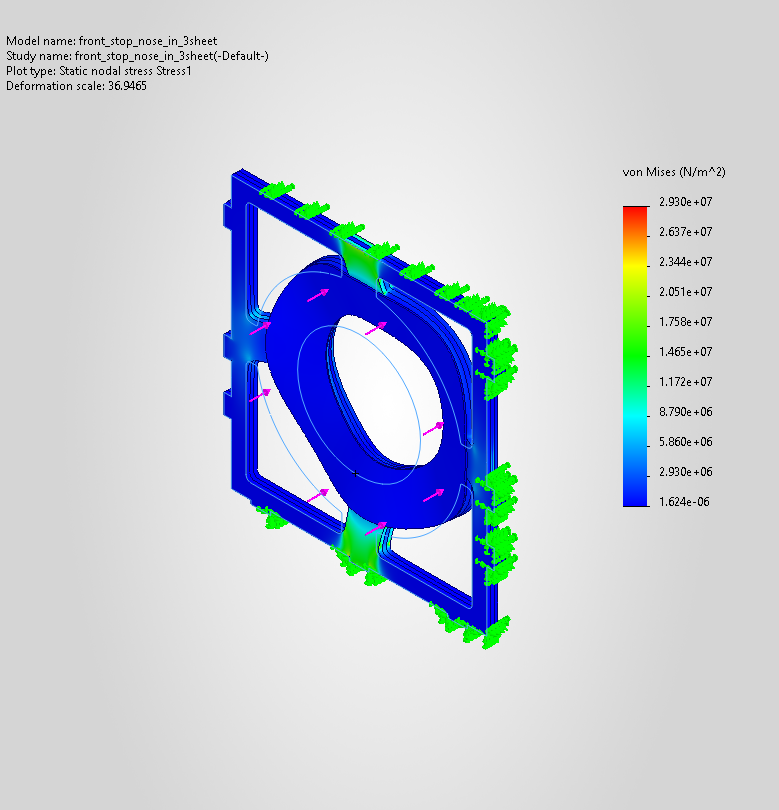 Model name: front_stop_nose_in_3sheet
Study name: front_stop_nose_in_3sheet(-Default-)
Plot type: Static nodal stress Stress1
Deformation scale: 36.9465
von Mises (N/m^2)
2.930e+07
2.637e+07
2.344e+07
2.051e+07
1.758e+07
1.465e+07
1.172e+07
8.790e+06
5.860e+06
2.930e+06
1.624e-06